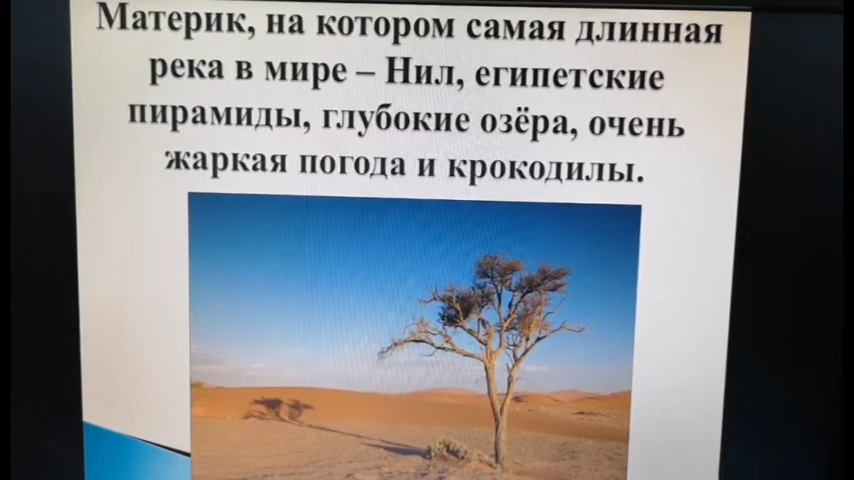 Материк, на котором самая длинная
река в мире – Нил, египетские
пирамиды, глубокие озёра, очень
жаркая погода и крокодилы.